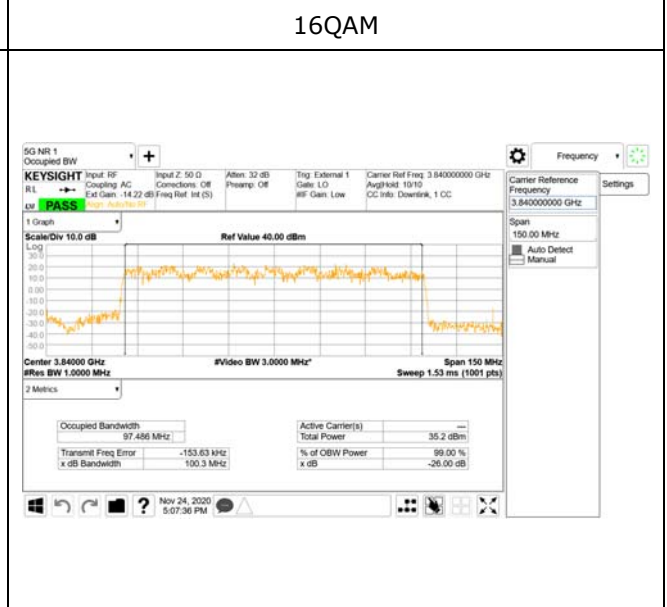 16QAM
5G NR 1
Occupied BW
Frequency
KEYSIGHT
Input: RF
Input Z: 50 Ω
Atten: 32 dB
Trig: External 1
Carrier Ref Freq: 3.840000000 GHz
RL
Coupling: AC
Corrections: Off
Preamp: Off
Gate: LO
Avg|Hold: 10/10
Ext Gain: -14.22 dB
Freq Ref: Int (S)
#IF Gain: Low
CC Info: Downlink, 1 CC
PASS
Align: Auto/No RF
Carrier Reference
Frequency
3.840000000 GHz
Settings
Span
150.00 MHz
Auto Detect
Manual
1 Graph
Scale/Div 10.0 dB
Ref Value 40.00 dBm
Log
30.0
20.0
10.0
0.00
-10.0
-20.0
-30.0
-40.0
-50.0
Center 3.84000 GHz
#Video BW 3.0000 MHz*
Span 150 MHz
#Res BW 1.0000 MHz
Sweep 1.53 ms (1001 pts)
2 Metrics
Occupied Bandwidth
97.486 MHz
Active Carrier(s)
---
Total Power
35.2 dBm
Transmit Freq Error
-153.63 kHz
% of OBW Power
99.00 %
x dB Bandwidth
100.3 MHz
x dB
-26.00 dB
?
Nov 24, 2020
5:07:36 PM